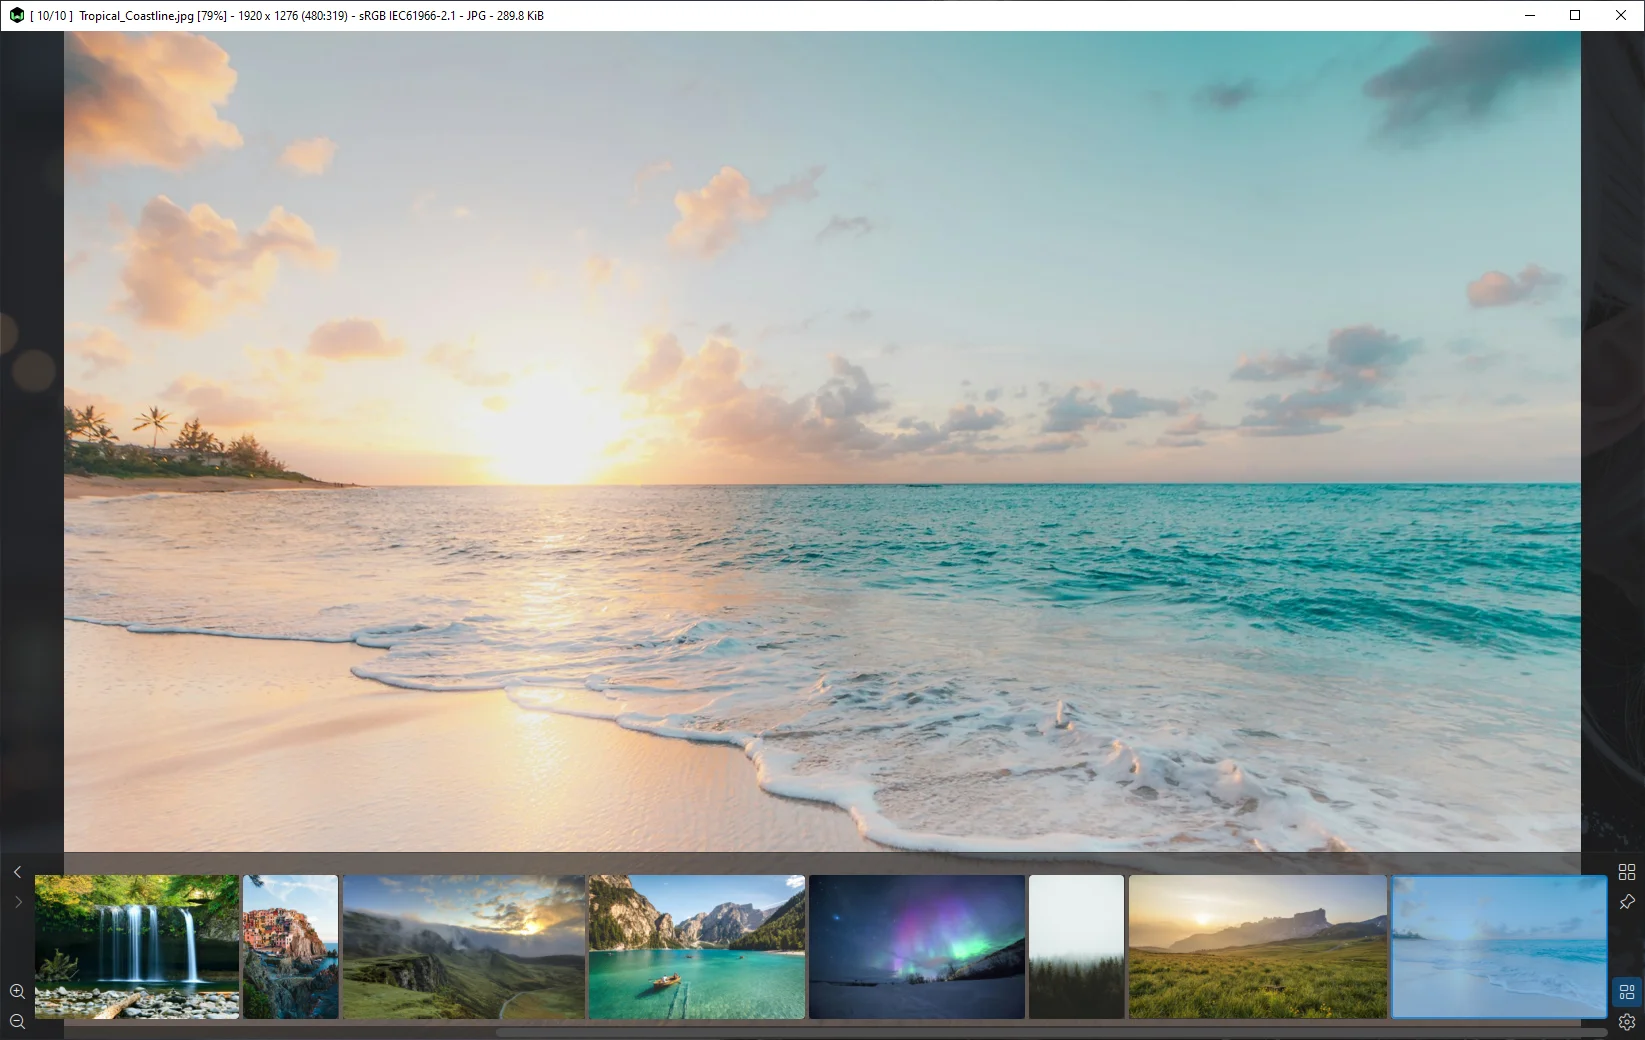 [ 10/10 ] Tropical_Coastline.jpg [79%] - 1920 x 1276 (480:319) - sRGB IEC61966-2.1 - JPG - 289.8 KiB